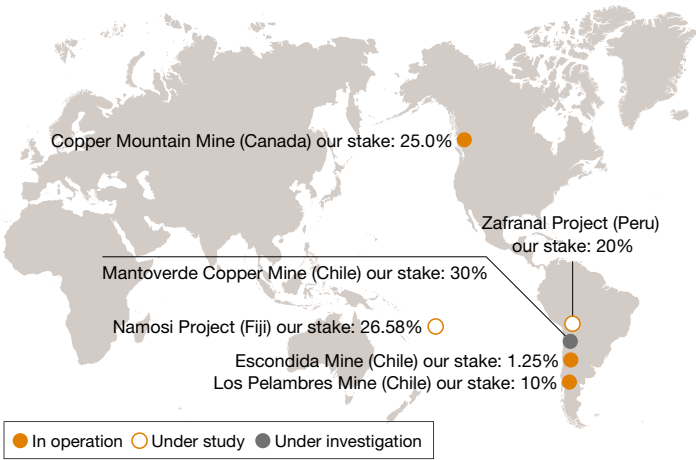 Copper Mountain Mine (Canada) our stake: 25.0%
Zafranal Project (Peru)
our stake: 20%
Mantoverde Copper Mine (Chile) our stake: 30%
Namosi Project (Fiji) our stake: 26.58%
Escondida Mine (Chile) our stake: 1.25%
Los Pelambres Mine (Chile) our stake: 10%
In operation Under study Under investigation